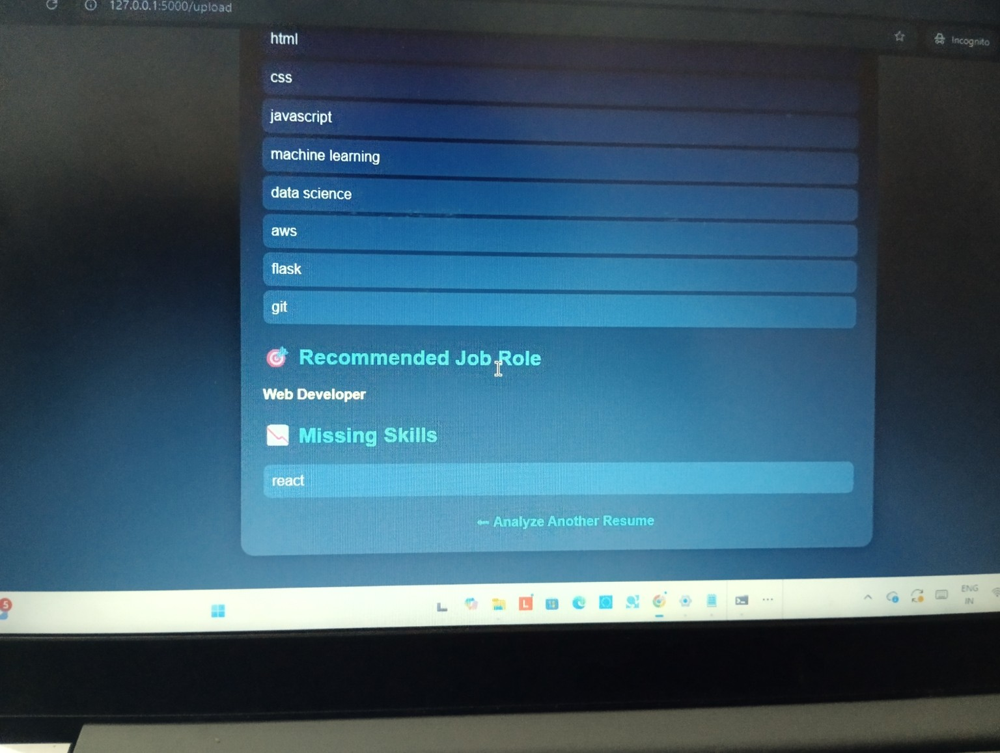 127.0.0.1:5000/upload
Incognito
html
css
javascript
machine learning
data science
aws
flask
git
🎯 Recommended Job Role
Web Developer
📉 Missing Skills
react
⬅ Analyze Another Resume
5
L
ENG
IN